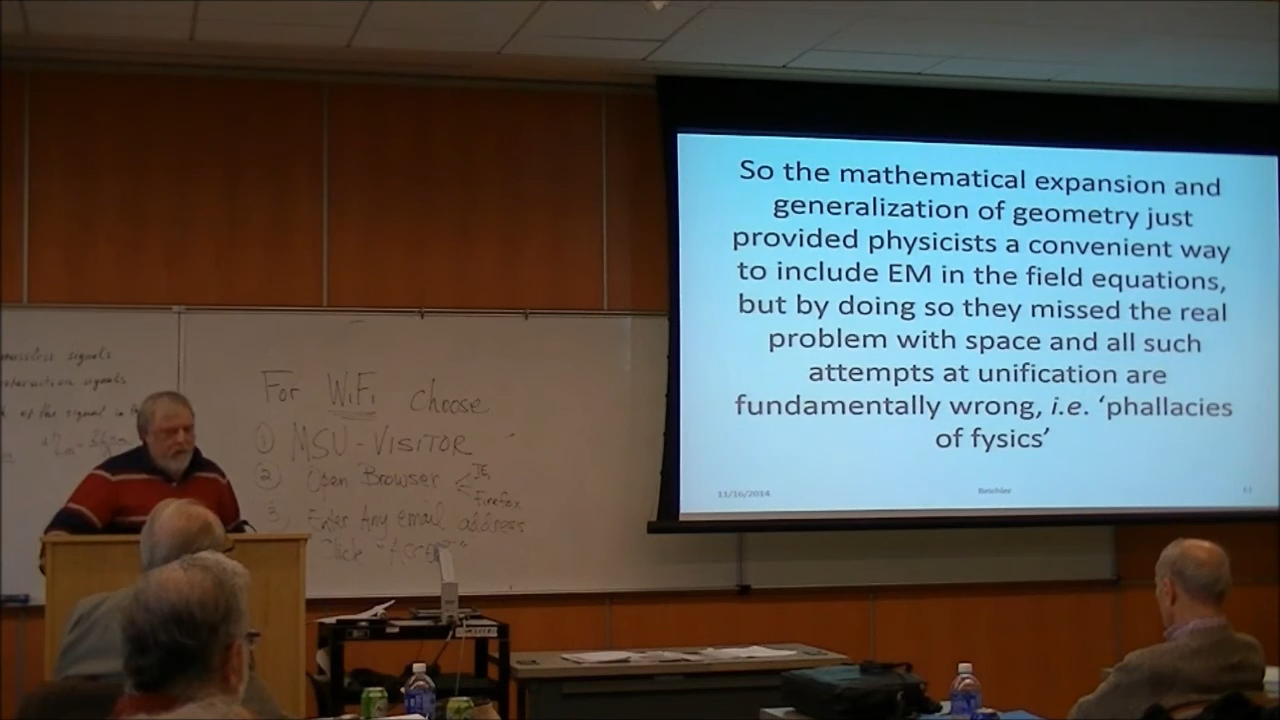 So the mathematical expansion and
generalization of geometry just
provided physicists a convenient way
to include EM in the field equations,
but by doing so they missed the real
problem with space and all such
attempts at unification are
fundamentally wrong, i.e. ‘phallacies
of fysics’
11/16/2014
Beichler
signals
signals
of the signal in
For WiFi choose
① MSU-VISITOR
② Open Browser
IE,
Firefox
3, Enter Any email address
Click